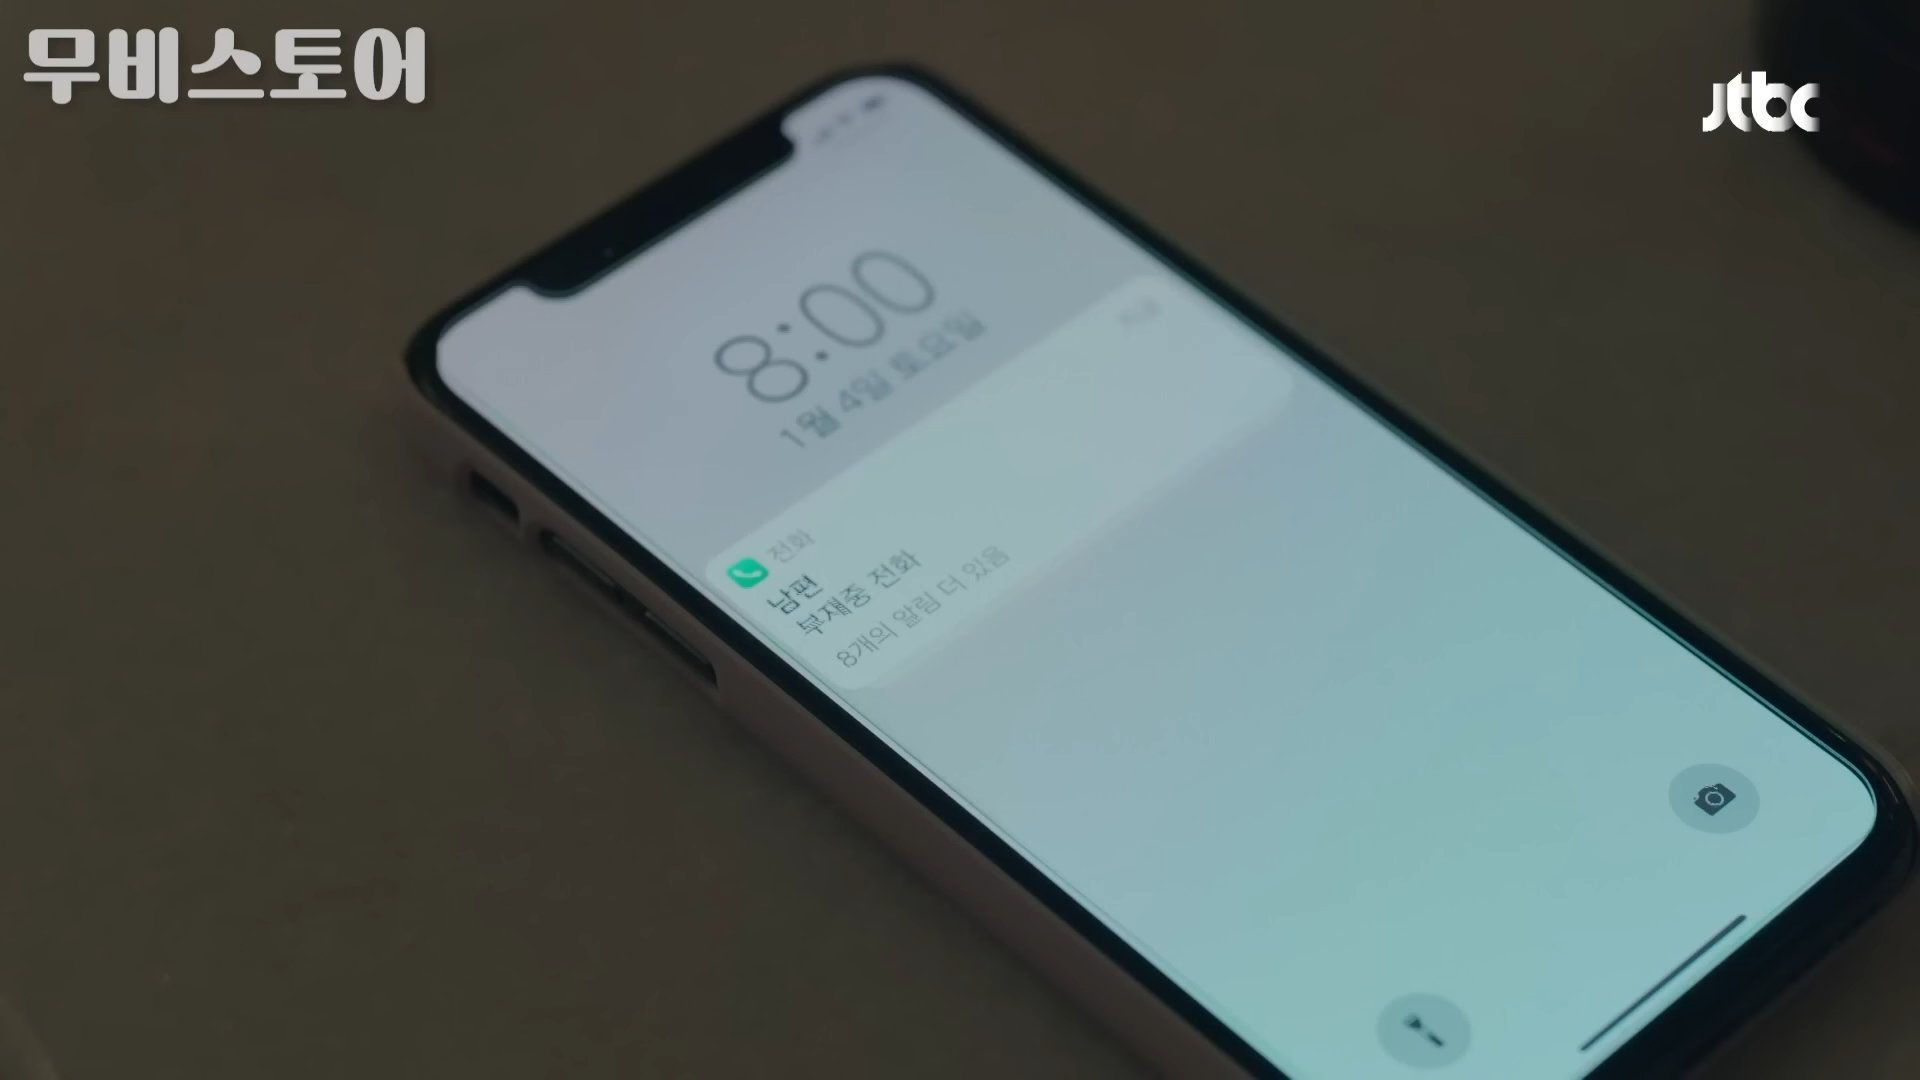 무비스토어
jtbc
8:00
1월 4일 토요일
전화
남편
부재중 전화
8개의 알림 더 있음